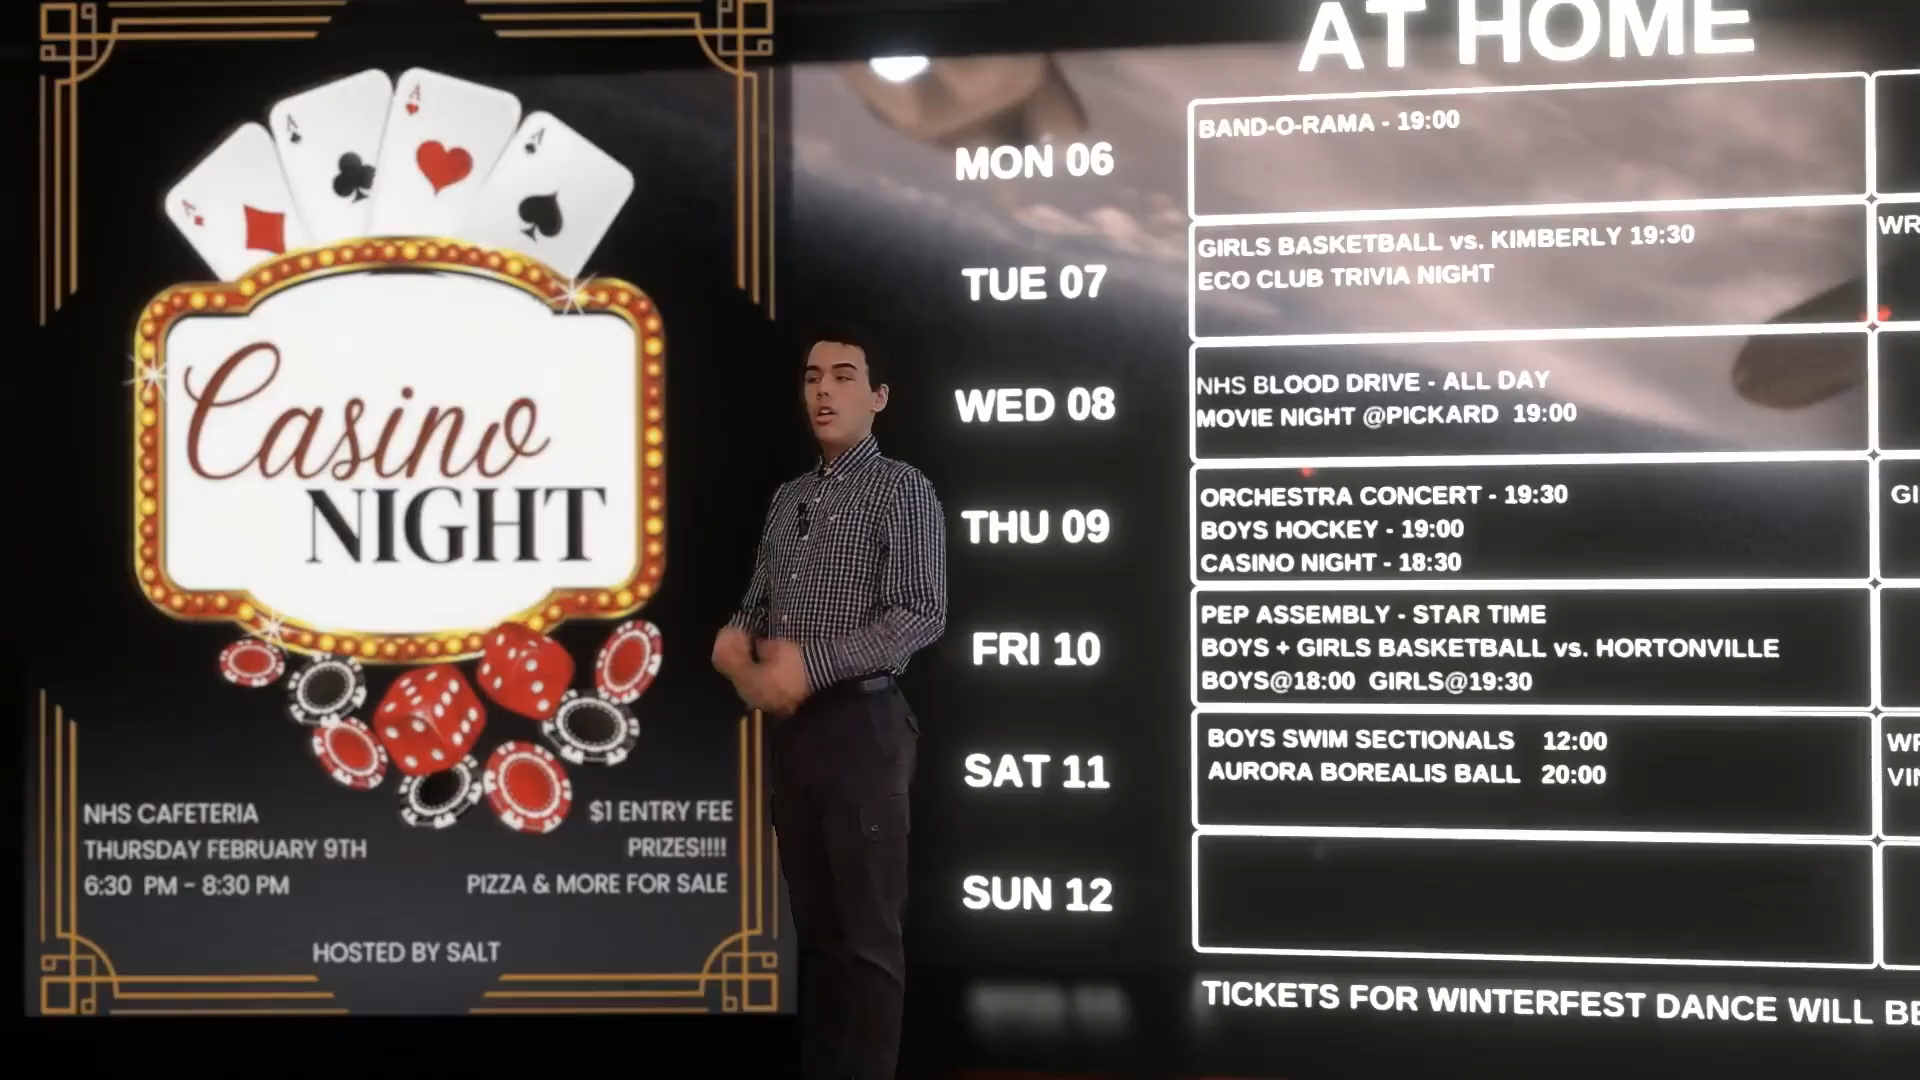 A
A
A
A
Casino
NIGHT
NHS CAFETERIA
THURSDAY FEBRUARY 9TH
6:30 PM - 8:30 PM
$1 ENTRY FEE
PRIZES!!!!
PIZZA & MORE FOR SALE
HOSTED BY SALT
AT HOME
MON 06
BAND-O-RAMA - 19:00
TUE 07
GIRLS BASKETBALL vs. KIMBERLY 19:30
ECO CLUB TRIVIA NIGHT
WR
WED 08
NHS BLOOD DRIVE - ALL DAY
MOVIE NIGHT @PICKARD 19:00
THU 09
ORCHESTRA CONCERT - 19:30
BOYS HOCKEY - 19:00
CASINO NIGHT - 18:30
GI
FRI 10
PEP ASSEMBLY - STAR TIME
BOYS + GIRLS BASKETBALL vs. HORTONVILLE
BOYS@18:00 GIRLS@19:30
SAT 11
BOYS SWIM SECTIONALS 12:00
AURORA BOREALIS BALL 20:00
WR
VIN
SUN 12
TICKETS FOR WINTERFEST DANCE WILL BE